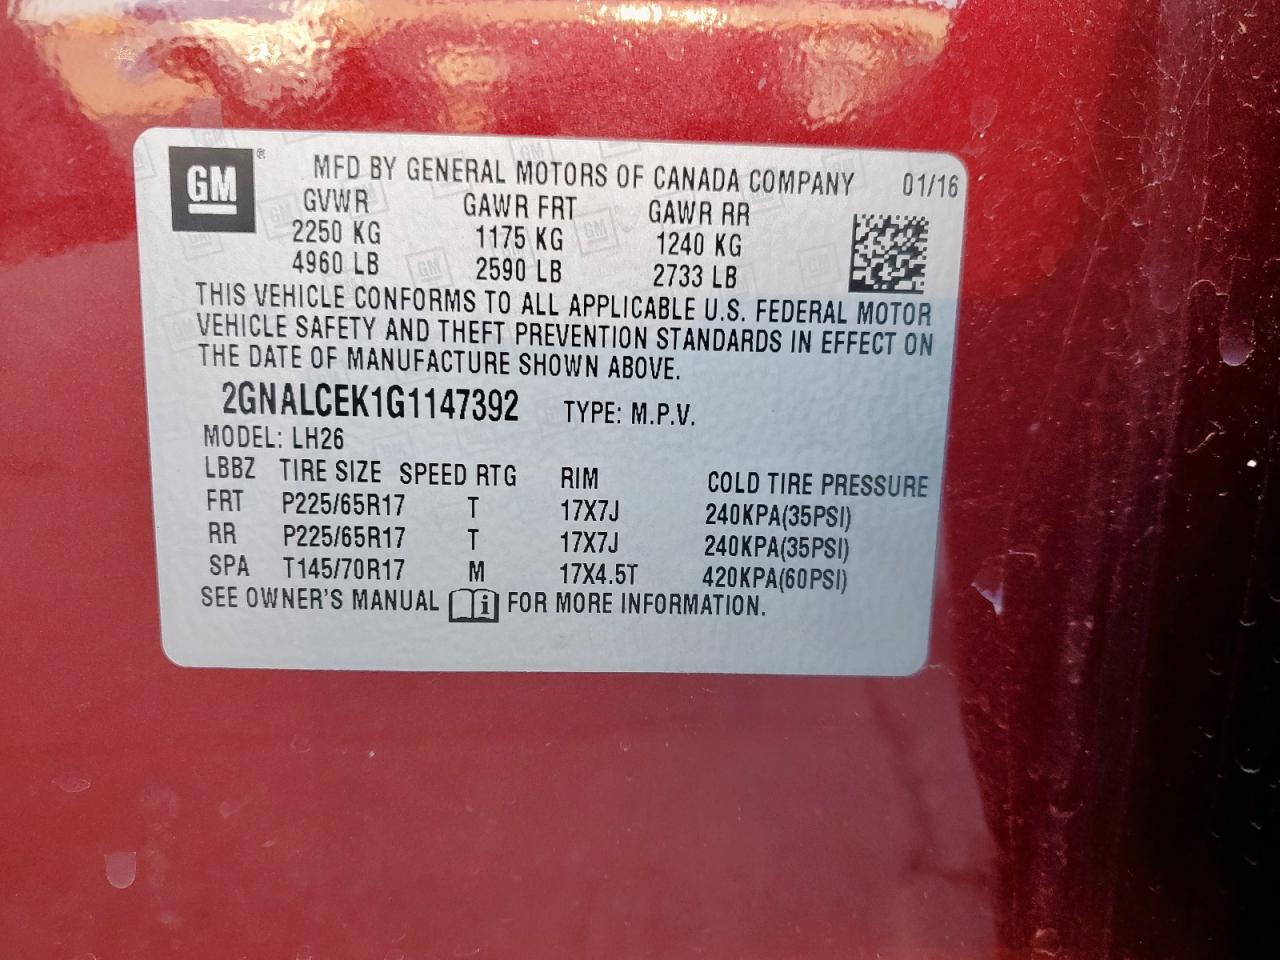 GM® MFD BY GENERAL MOTORS OF CANADA COMPANY 01/16
GVWR GAWR FRT GAWR RR
2250 KG 1175 KG 1240 KG
4960 LB 2590 LB 2733 LB
THIS VEHICLE CONFORMS TO ALL APPLICABLE U.S. FEDERAL MOTOR
VEHICLE SAFETY AND THEFT PREVENTION STANDARDS IN EFFECT ON
THE DATE OF MANUFACTURE SHOWN ABOVE.
2GNALCEK1G1147392 TYPE: M.P.V.
MODEL: LH26
LBBZ TIRE SIZE SPEED RTG RIM COLD TIRE PRESSURE
FRT P225/65R17 T 17X7J 240KPA(35PSI)
RR P225/65R17 T 17X7J 240KPA(35PSI)
SPA T145/70R17 M 17X4.5T 420KPA(60PSI)
SEE OWNER'S MANUAL i FOR MORE INFORMATION.